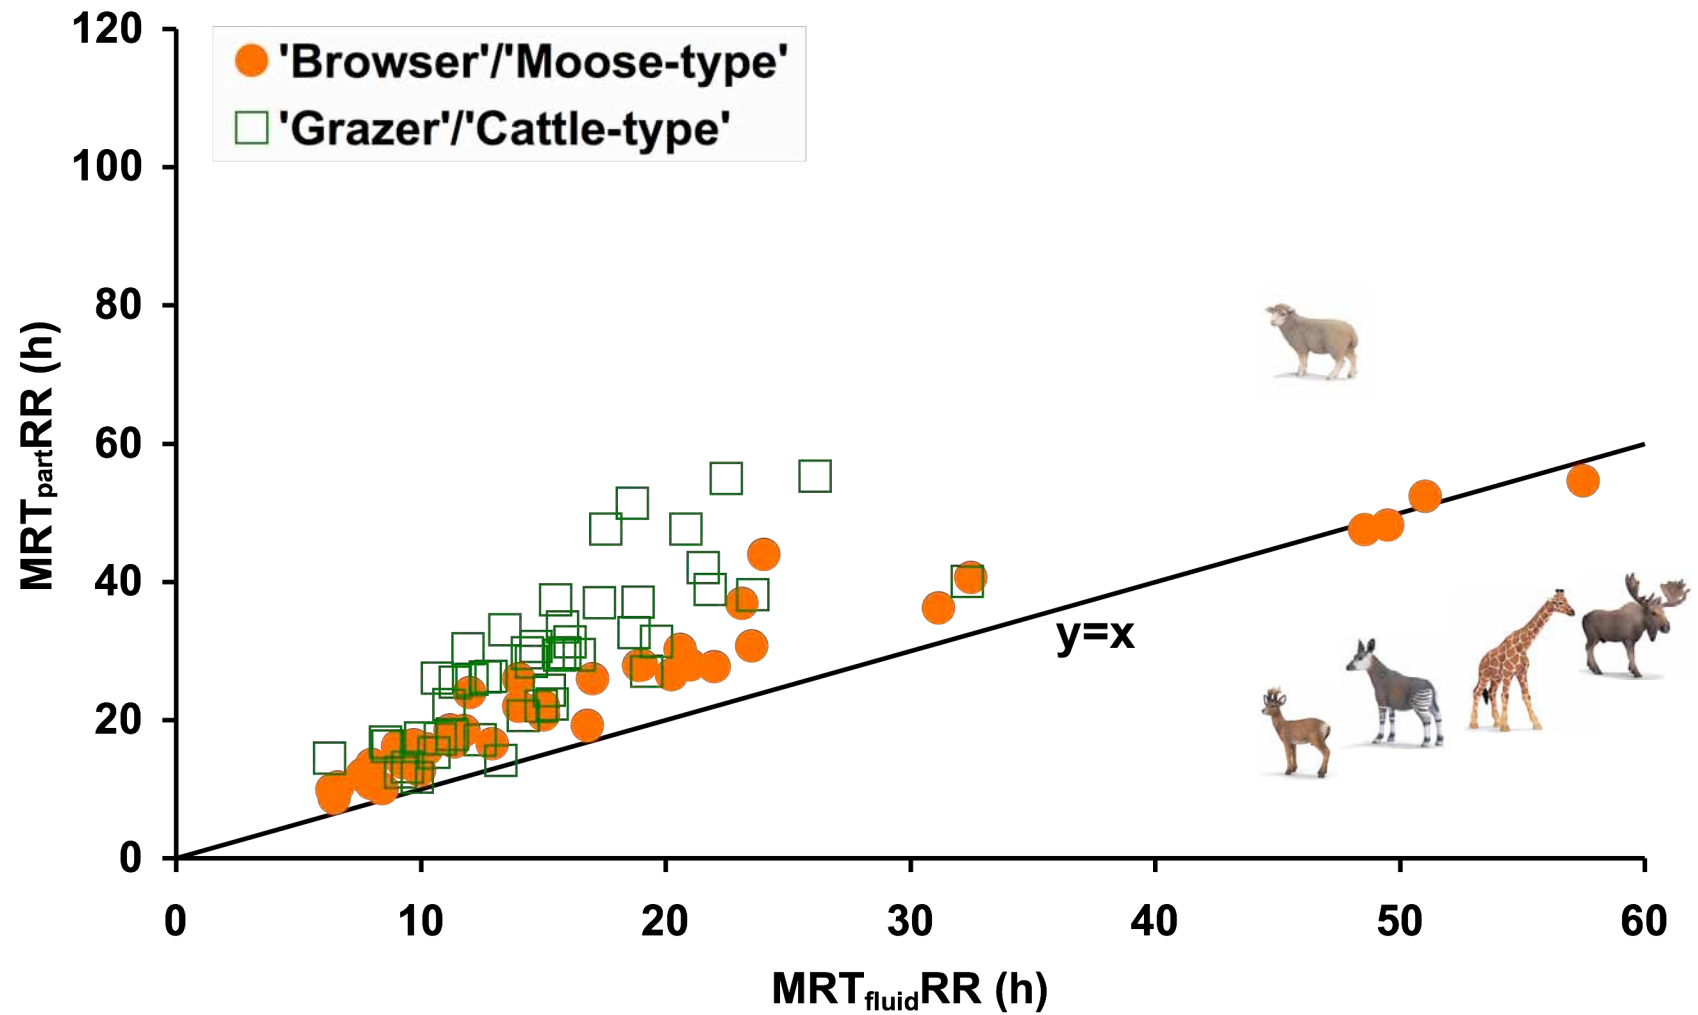 120
100
80
60
40
20
0
MRTpartRR (h)
'Browser'/'Moose-type'
'Grazer'/'Cattle-type'
y=x
0 10 20 30 40 50 60
MRTfluidRR (h)